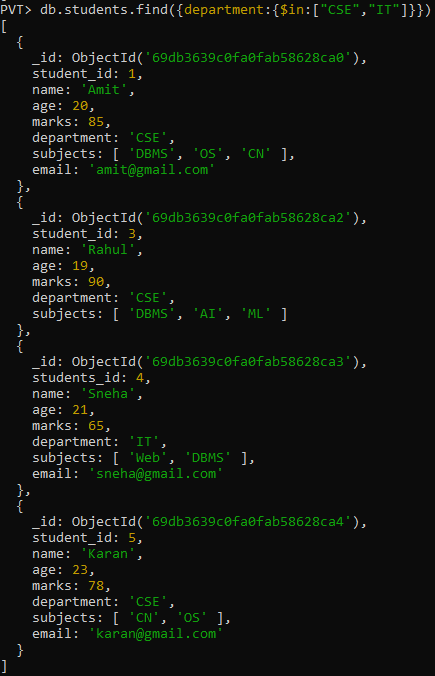 PVT> db.students.find({department:{$in:["CSE","IT"]}})
[
  {
    _id: ObjectId('69db3639c0fa0fab58628ca0'),
    student_id: 1,
    name: 'Amit',
    age: 20,
    marks: 85,
    department: 'CSE',
    subjects: [ 'DBMS', 'OS', 'CN' ],
    email: 'amit@gmail.com'
  },
  {
    _id: ObjectId('69db3639c0fa0fab58628ca2'),
    student_id: 3,
    name: 'Rahul',
    age: 19,
    marks: 90,
    department: 'CSE',
    subjects: [ 'DBMS', 'AI', 'ML' ]
  },
  {
    _id: ObjectId('69db3639c0fa0fab58628ca3'),
    students_id: 4,
    name: 'Sneha',
    age: 21,
    marks: 65,
    department: 'IT',
    subjects: [ 'Web', 'DBMS' ],
    email: 'sneha@gmail.com'
  },
  {
    _id: ObjectId('69db3639c0fa0fab58628ca4'),
    student_id: 5,
    name: 'Karan',
    age: 23,
    marks: 78,
    department: 'CSE',
    subjects: [ 'CN', 'OS' ],
    email: 'karan@gmail.com'
  }
]